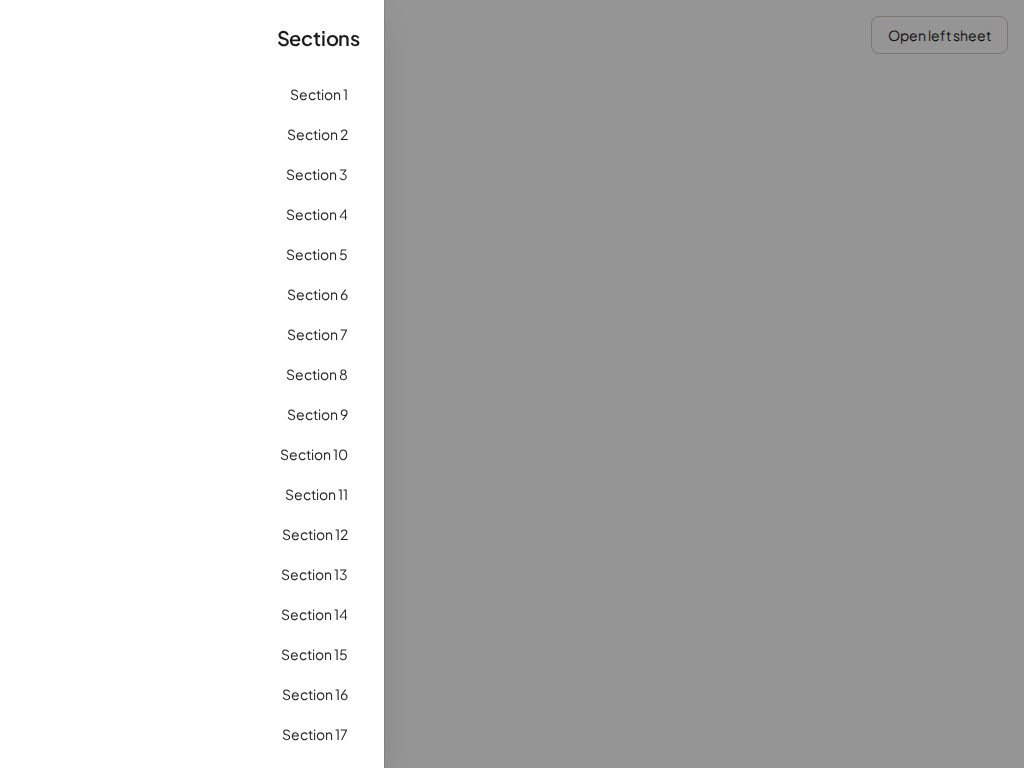 Sections
Open left sheet
Section 1
Section 2
Section 3
Section 4
Section 5
Section 6
Section 7
Section 8
Section 9
Section 10
Section 11
Section 12
Section 13
Section 14
Section 15
Section 16
Section 17